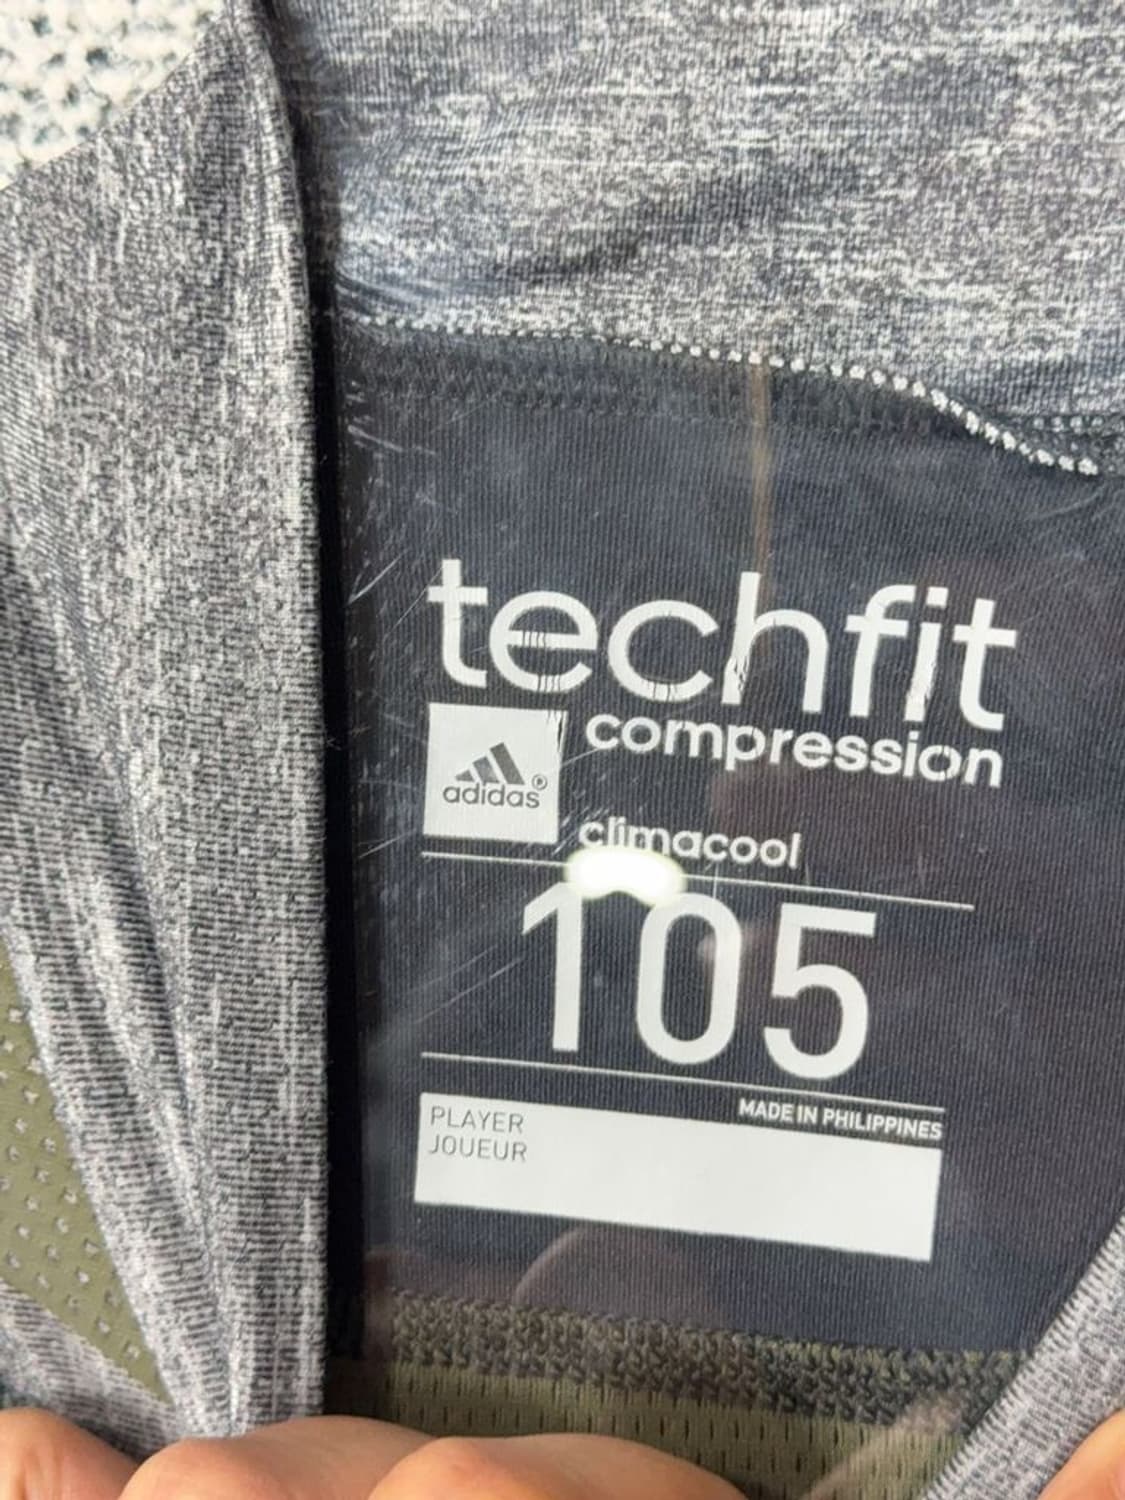 techfit
compression
adidas®
climacool
105
MADE IN PHILIPPINES
PLAYER
JOUEUR